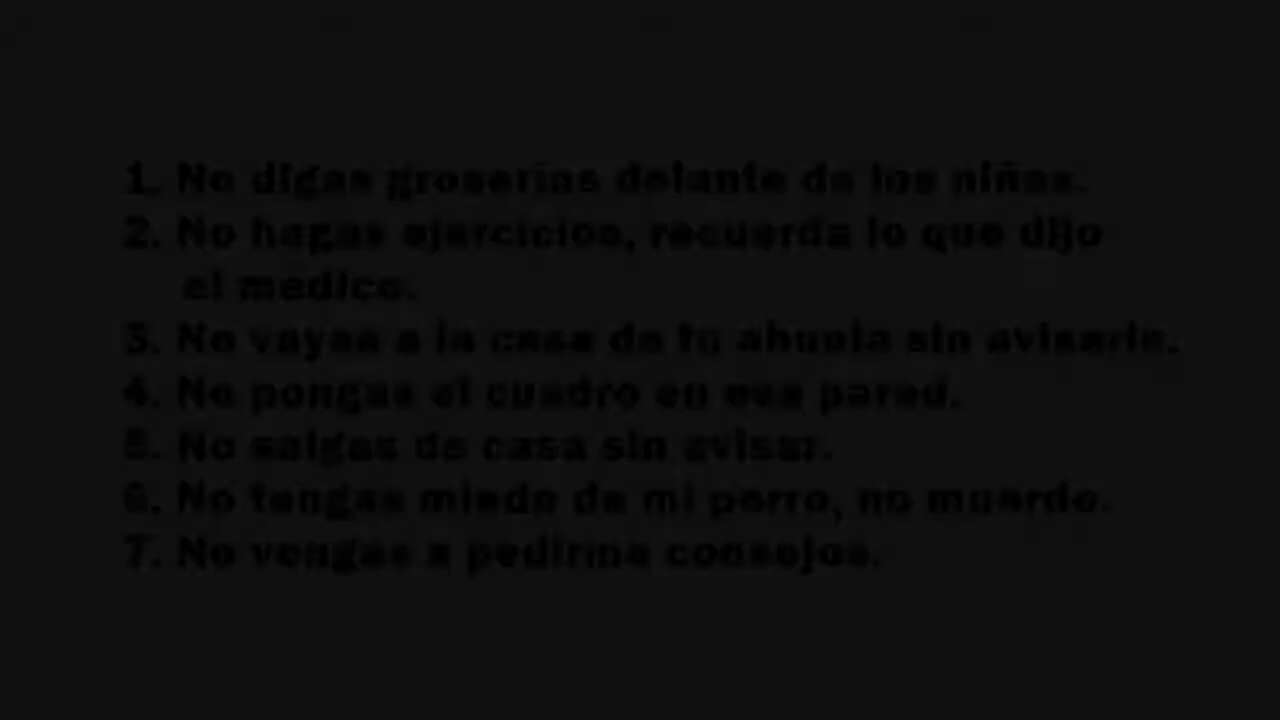 1. No digas groserías delante de los niños.
2. No hagas ejercicios, recuerda lo que dijo
el médico.
3. No vayas a la casa de tu abuela sin avisarle.
4. No pongas el cuadro en esa pared.
5. No salgas de casa sin avisar.
6. No tengas miedo de mi perro, no muerde.
7. No vengas a pedirme consejos.